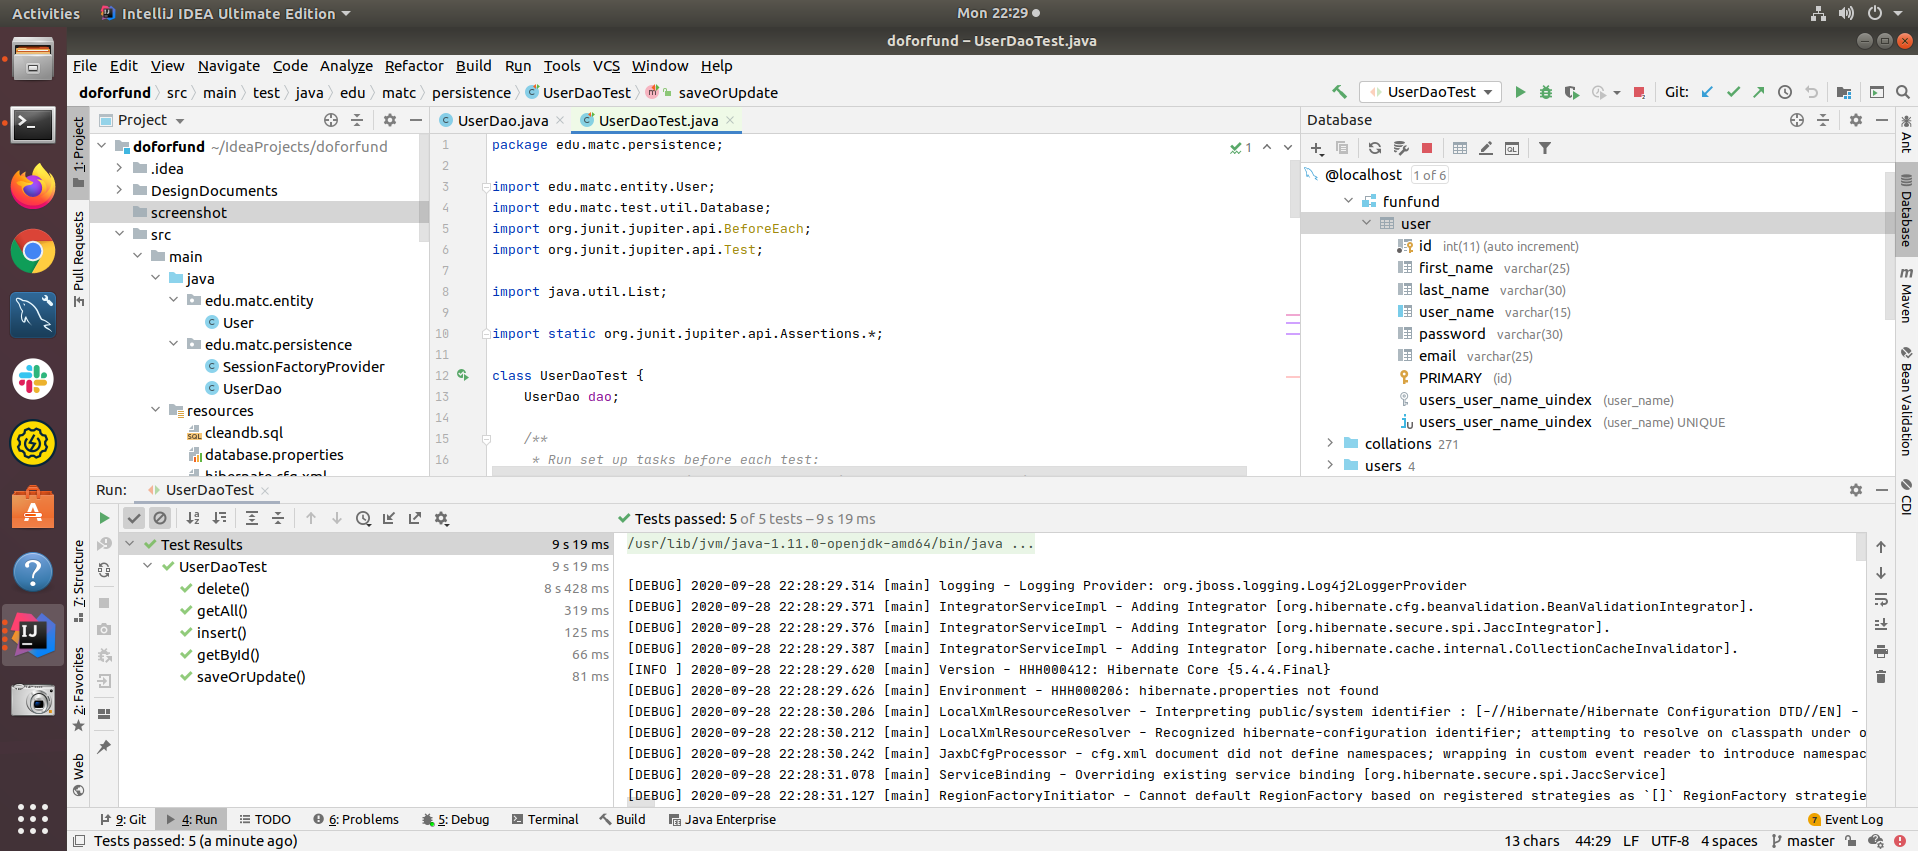 Activities IntelliJ IDEA Ultimate Edition Mon 22:29
doforfund – UserDaoTest.java
File Edit View Navigate Code Analyze Refactor Build Run Tools VCS Window Help
doforfund src main test java edu matc persistence UserDaoTest saveOrUpdate UserDaoTest Git:
1: Project
Pull Requests
7: Structure
2: Favorites
Web
Project
doforfund ~/IdeaProjects/doforfund
.idea
DesignDocuments
screenshot
src
main
java
edu.matc.entity
User
edu.matc.persistence
SessionFactoryProvider
UserDao
resources
cleandb.sql
database.properties
hibernate.cfg.xml
UserDao.java UserDaoTest.java
1
1 package edu.matc.persistence;
2
3 import edu.matc.entity.User;
4 import edu.matc.test.util.Database;
5 import org.junit.jupiter.api.BeforeEach;
6 import org.junit.jupiter.api.Test;
7
8 import java.util.List;
9
10 import static org.junit.jupiter.api.Assertions.*;
11
12 class UserDaoTest {
13 UserDao dao;
14
15 /**
16 * Run set up tasks before each test:
Database
@localhost 1 of 6
funfund
user
id int(11) (auto increment)
first_name varchar(25)
last_name varchar(30)
user_name varchar(15)
password varchar(30)
email varchar(25)
PRIMARY (id)
users_user_name_uindex (user_name)
users_user_name_uindex (user_name) UNIQUE
collations 271
users 4
Ant
Database
Maven
Bean Validation
CDI
Run: UserDaoTest
Tests passed: 5 of 5 tests – 9 s 19 ms
Test Results 9 s 19 ms
UserDaoTest 9 s 19 ms
delete() 8 s 428 ms
getAll() 319 ms
insert() 125 ms
getById() 66 ms
saveOrUpdate() 81 ms
/usr/lib/jvm/java-1.11.0-openjdk-amd64/bin/java ...
[DEBUG] 2020-09-28 22:28:29.314 [main] logging - Logging Provider: org.jboss.logging.Log4j2LoggerProvider
[DEBUG] 2020-09-28 22:28:29.371 [main] IntegratorServiceImpl - Adding Integrator [org.hibernate.cfg.beanvalidation.BeanValidationIntegrator].
[DEBUG] 2020-09-28 22:28:29.376 [main] IntegratorServiceImpl - Adding Integrator [org.hibernate.secure.spi.JaccIntegrator].
[DEBUG] 2020-09-28 22:28:29.387 [main] IntegratorServiceImpl - Adding Integrator [org.hibernate.cache.internal.CollectionCacheInvalidator].
[INFO ] 2020-09-28 22:28:29.620 [main] Version - HHH000412: Hibernate Core {5.4.4.Final}
[DEBUG] 2020-09-28 22:28:29.626 [main] Environment - HHH000206: hibernate.properties not found
[DEBUG] 2020-09-28 22:28:30.206 [main] LocalXmlResourceResolver - Interpreting public/system identifier : [-//Hibernate/Hibernate Configuration DTD//EN] -
[DEBUG] 2020-09-28 22:28:30.212 [main] LocalXmlResourceResolver - Recognized hibernate-configuration identifier; attempting to resolve on classpath under o
[DEBUG] 2020-09-28 22:28:30.242 [main] JaxbCfgProcessor - cfg.xml document did not define namespaces; wrapping in custom event reader to introduce namespac
[DEBUG] 2020-09-28 22:28:31.078 [main] ServiceBinding - Overriding existing service binding [org.hibernate.secure.spi.JaccService]
[DEBUG] 2020-09-28 22:28:31.127 [main] RegionFactoryInitiator - Cannot default RegionFactory based on registered strategies as `[]` RegionFactory strategie
9: Git 4: Run TODO 6: Problems 5: Debug Terminal Build Java Enterprise 7 Event Log
Tests passed: 5 (a minute ago) 13 chars 44:29 LF UTF-8 4 spaces master